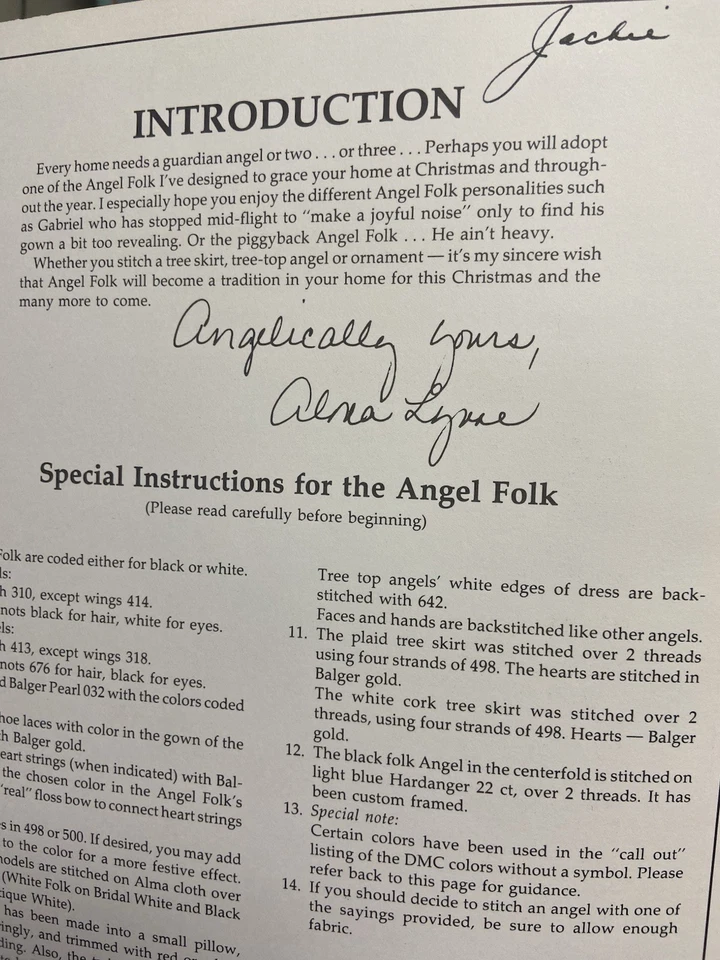 Jackie
INTRODUCTION
Every home needs a guardian angel or two . . . or three . . . Perhaps you will adopt
one of the Angel Folk I've designed to grace your home at Christmas and through-
out the year. I especially hope you enjoy the different Angel Folk personalities such
as Gabriel who has stopped mid-flight to "make a joyful noise" only to find his
gown a bit too revealing. Or the piggyback Angel Folk . . . He ain't heavy.
Whether you stitch a tree skirt, tree-top angel or ornament — it's my sincere wish
that Angel Folk will become a tradition in your home for this Christmas and the
many more to come.
Angelically yours,
Alma Lynne
Special Instructions for the Angel Folk
(Please read carefully before beginning)
Folk are coded either for black or white.
ls:
h 310, except wings 414.
nots black for hair, white for eyes.
ls:
h 413, except wings 318.
nots 676 for hair, black for eyes.
d Balger Pearl 032 with the colors coded
hoe laces with color in the gown of the
h Balger gold.
eart strings (when indicated) with Bal-
the chosen color in the Angel Folk's
"real" floss bow to connect heart strings
s in 498 or 500. If desired, you may add
to the color for a more festive effect.
models are stitched on Alma cloth over
(White Folk on Bridal White and Black
ique White).
has been made into a small pillow,
ringly, and trimmed with red
ding. Also, the
Tree top angels' white edges of dress are back-
stitched with 642.
Faces and hands are backstitched like other angels.
11. The plaid tree skirt was stitched over 2 threads
using four strands of 498. The hearts are stitched in
Balger gold.
The white cork tree skirt was stitched over 2
threads, using four strands of 498. Hearts — Balger
gold.
12. The black folk Angel in the centerfold is stitched on
light blue Hardanger 22 ct, over 2 threads. It has
been custom framed.
13. Special note:
Certain colors have been used in the "call out"
listing of the DMC colors without a symbol. Please
refer back to this page for guidance.
14. If you should decide to stitch an angel with one of
the sayings provided, be sure to allow enough
fabric.